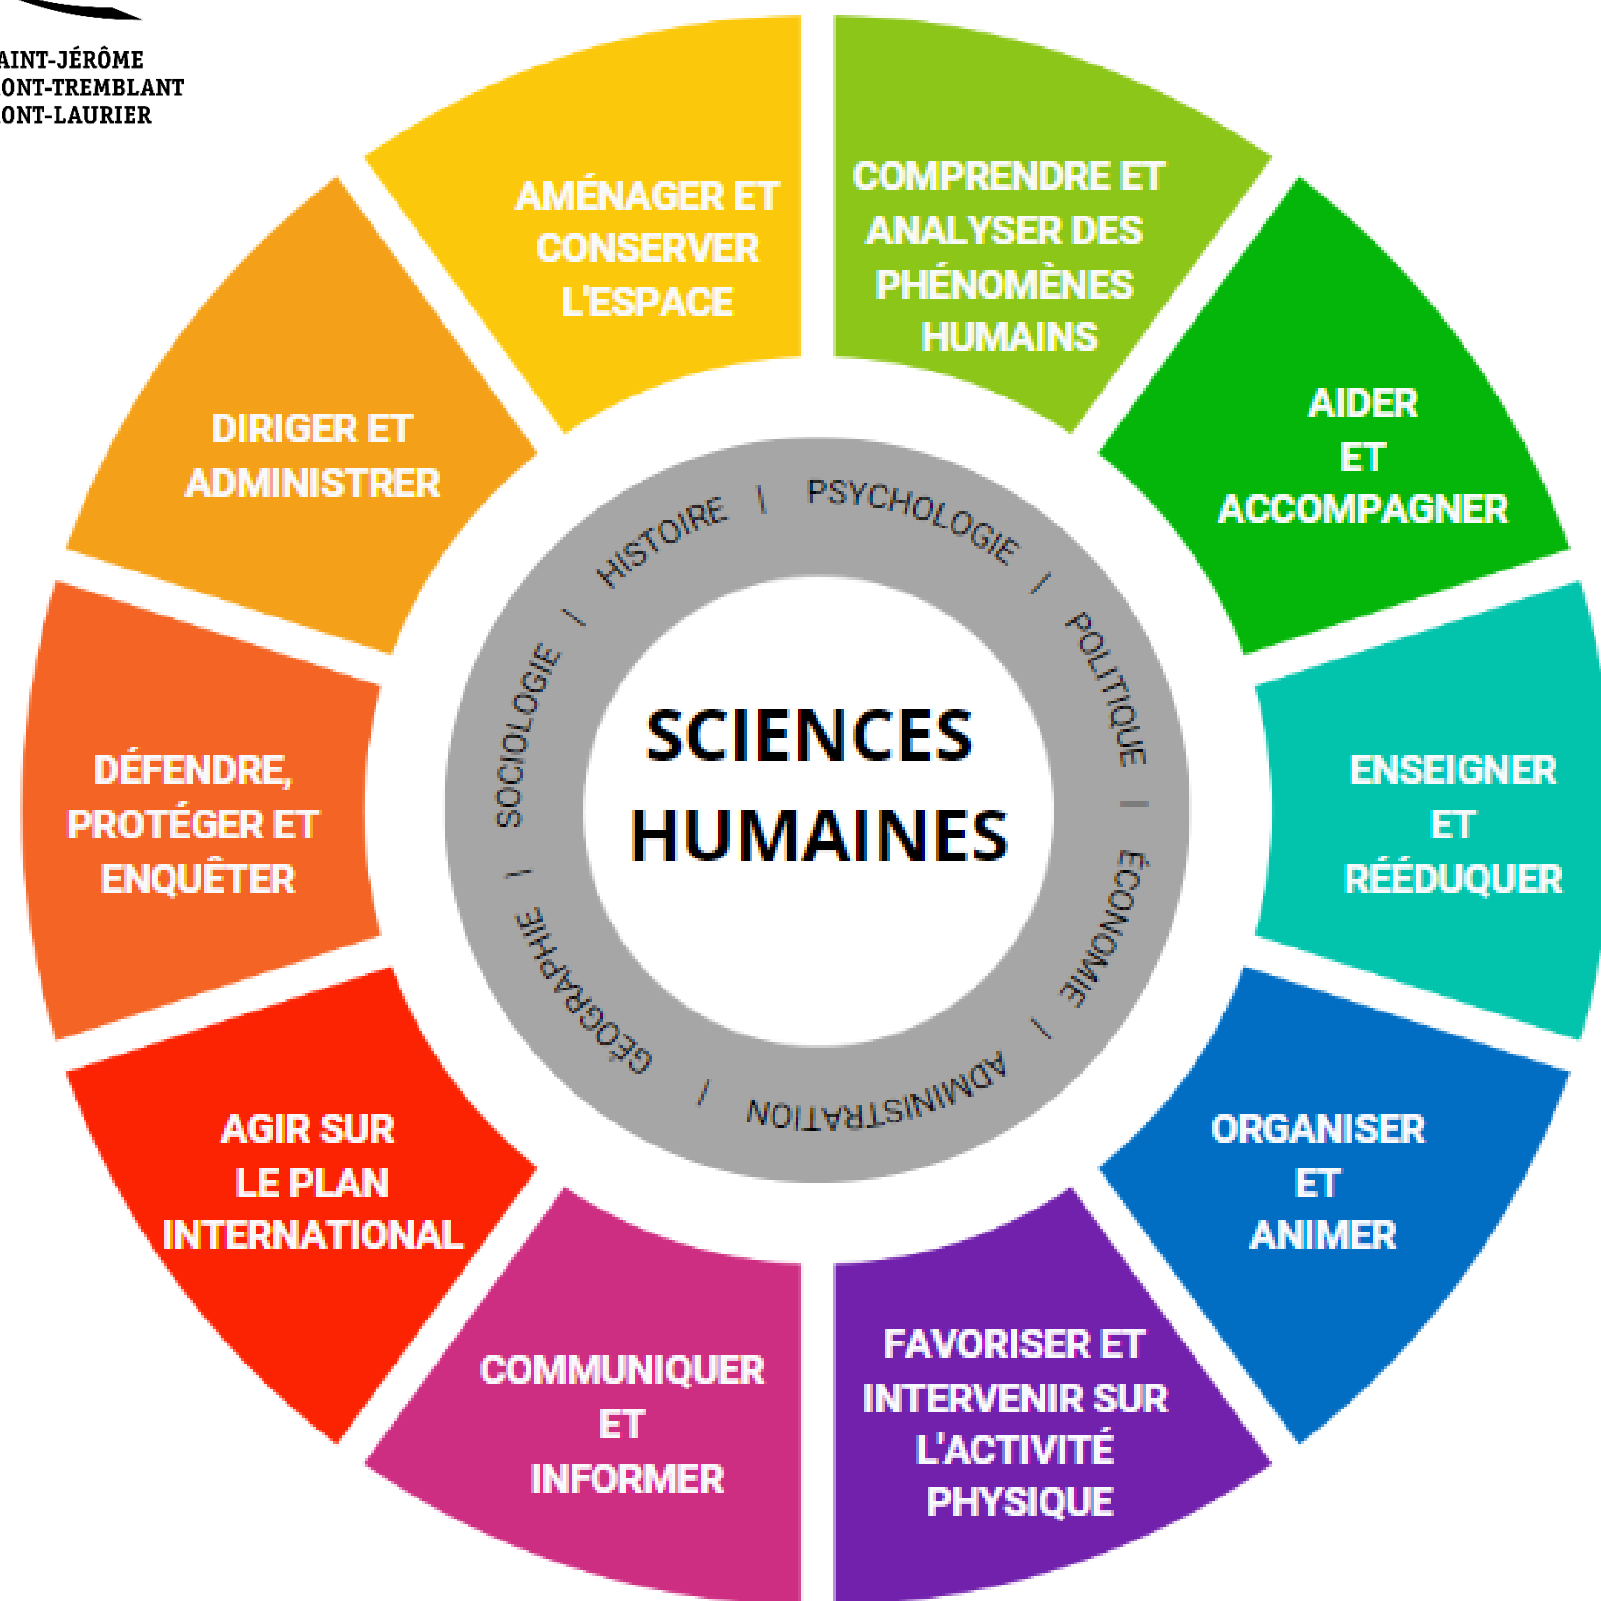 AINT-JÉRÔME
ONT-TREMBLANT
ONT-LAURIER
COMPRENDRE ET
ANALYSER DES
PHÉNOMÈNES
HUMAINS
AIDER
ET
ACCOMPAGNER
ENSEIGNER
ET
RÉÉDUQUER
ORGANISER
ET
ANIMER
FAVORISER ET
INTERVENIR SUR
L'ACTIVITÉ
PHYSIQUE
COMMUNIQUER
ET
INFORMER
AGIR SUR
LE PLAN
INTERNATIONAL
DÉFENDRE,
PROTÉGER ET
ENQUÊTER
DIRIGER ET
ADMINISTRER
AMÉNAGER ET
CONSERVER
L'ESPACE
PSYCHOLOGIE | POLITIQUE | ÉCONOMIE | ADMINISTRATION | GÉOGRAPHIE | SOCIOLOGIE | HISTOIRE |
SCIENCES
HUMAINES